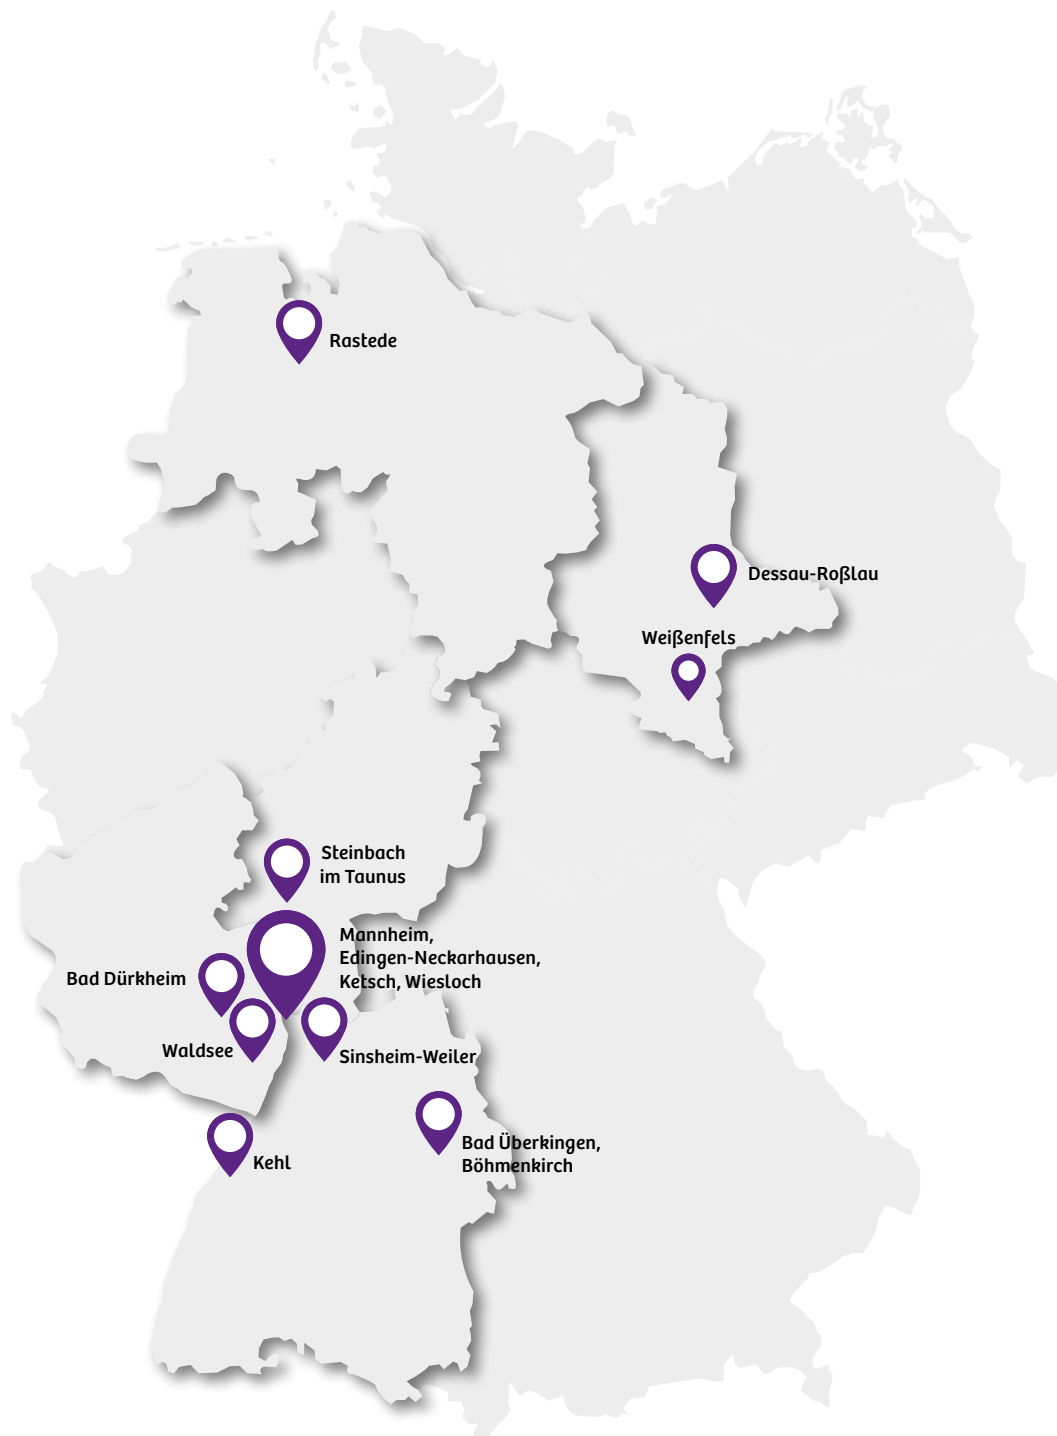 Rastede
Dessau-Roßlau
Weißenfels
Steinbach
im Taunus
Mannheim,
Edingen-Neckarhausen,
Ketsch, Wiesloch
Bad Dürkheim
Waldsee
Sinsheim-Weiler
Bad Überkingen,
Böhmenkirch
Kehl